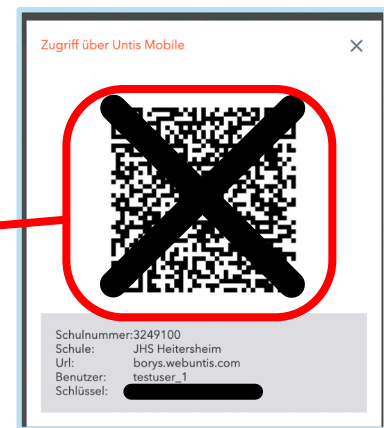 Zugriff über Untis Mobile
Schulnummer:3249100
Schule: JHS Heitersheim
Url: borys.webuntis.com
Benutzer: testuser_1
Schlüssel: